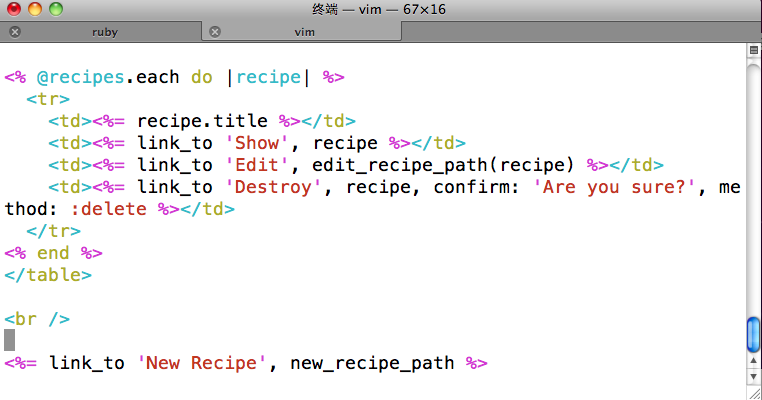 终端 — vim — 67×16
ruby
vim
<% @recipes.each do |recipe| %>
  <tr>
    <td><%= recipe.title %></td>
    <td><%= link_to 'Show', recipe %></td>
    <td><%= link_to 'Edit', edit_recipe_path(recipe) %></td>
    <td><%= link_to 'Destroy', recipe, confirm: 'Are you sure?', me
thod: :delete %></td>
  </tr>
<% end %>
</table>
<br />
<%= link_to 'New Recipe', new_recipe_path %>